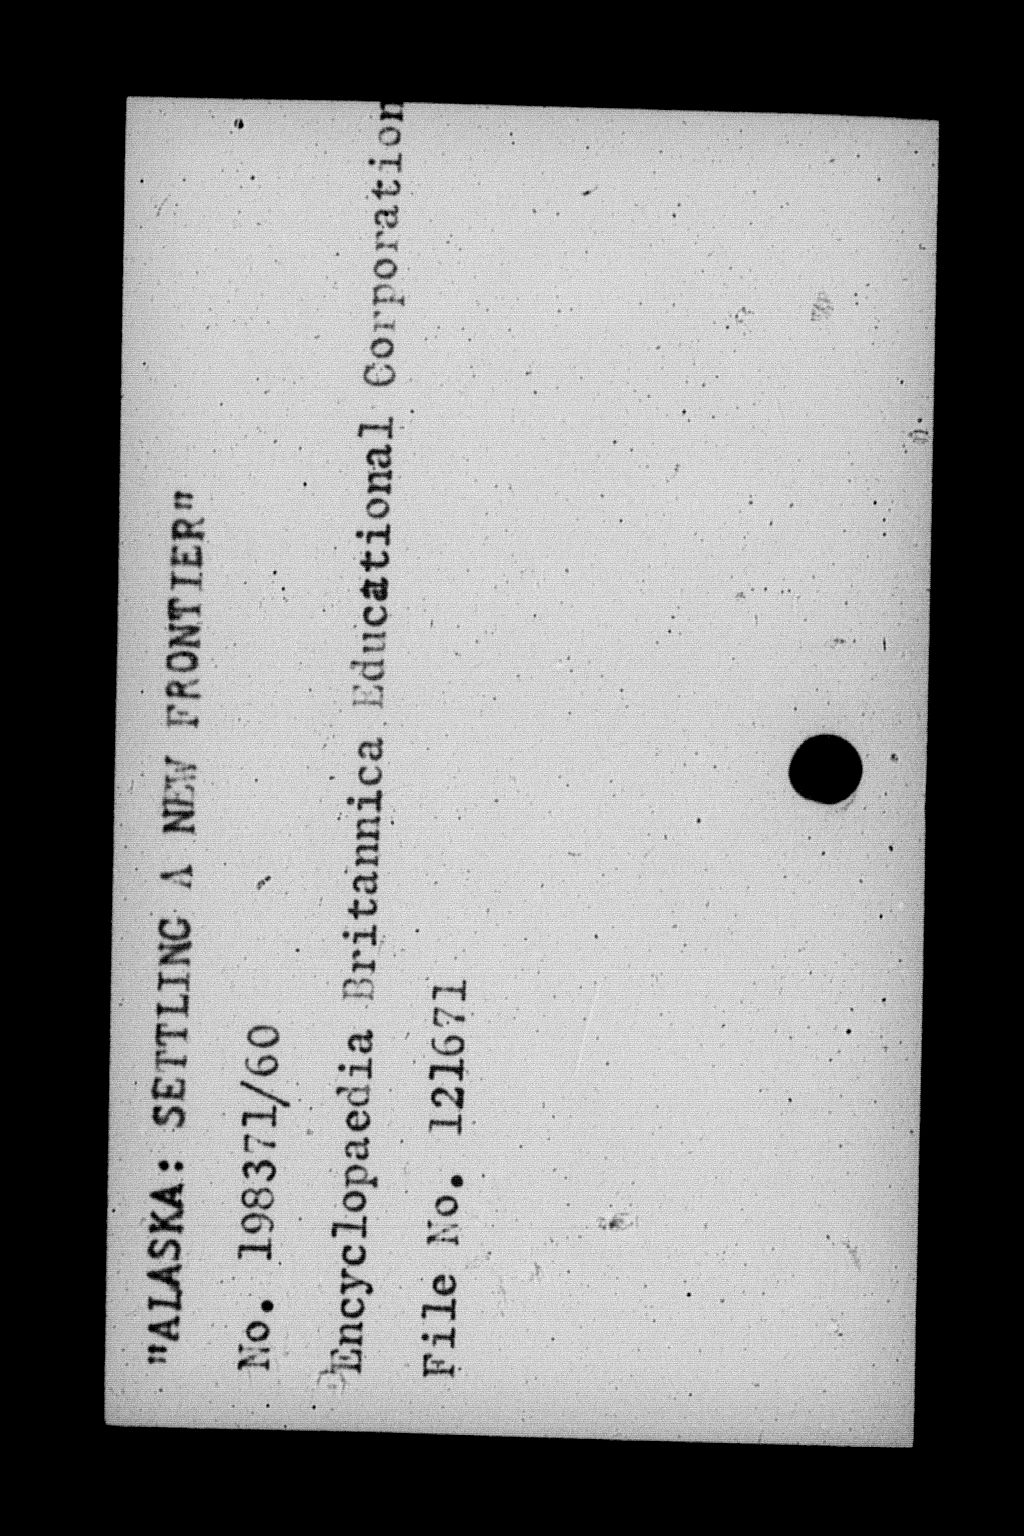 "ALASKA: SETTLING A NEW FRONTIER"
No. 198371/60
Encyclopaedia Britannica Educational Corporation
File No. 121671